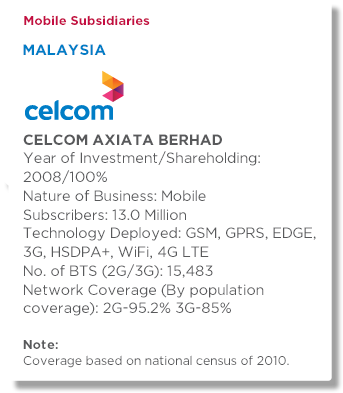 Mobile Subsidiaries
MALAYSIA
celcom
CELCOM AXIATA BERHAD
Year of Investment/Shareholding:
2008/100%
Nature of Business: Mobile
Subscribers: 13.0 Million
Technology Deployed: GSM, GPRS, EDGE,
3G, HSDPA+, WiFi, 4G LTE
No. of BTS (2G/3G): 15,483
Network Coverage (By population
coverage): 2G-95.2% 3G-85%
Note:
Coverage based on national census of 2010.